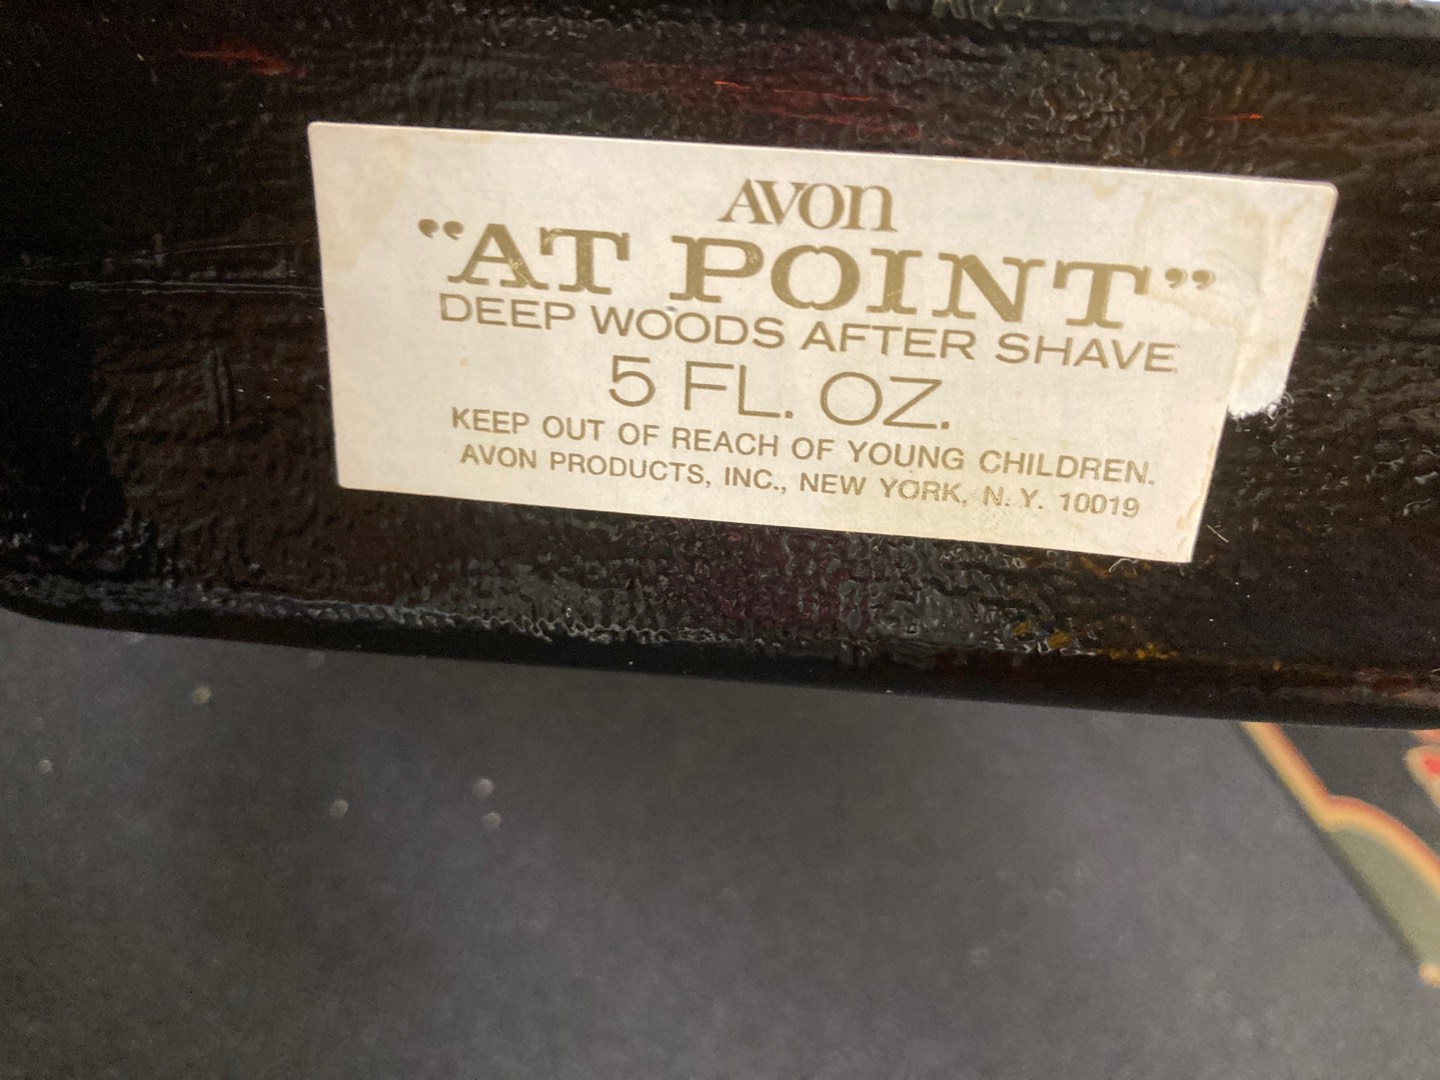 AVON
“AT POINT”
DEEP WOODS AFTER SHAVE
5 FL. OZ.
KEEP OUT OF REACH OF YOUNG CHILDREN.
AVON PRODUCTS, INC., NEW YORK, N.Y. 10019